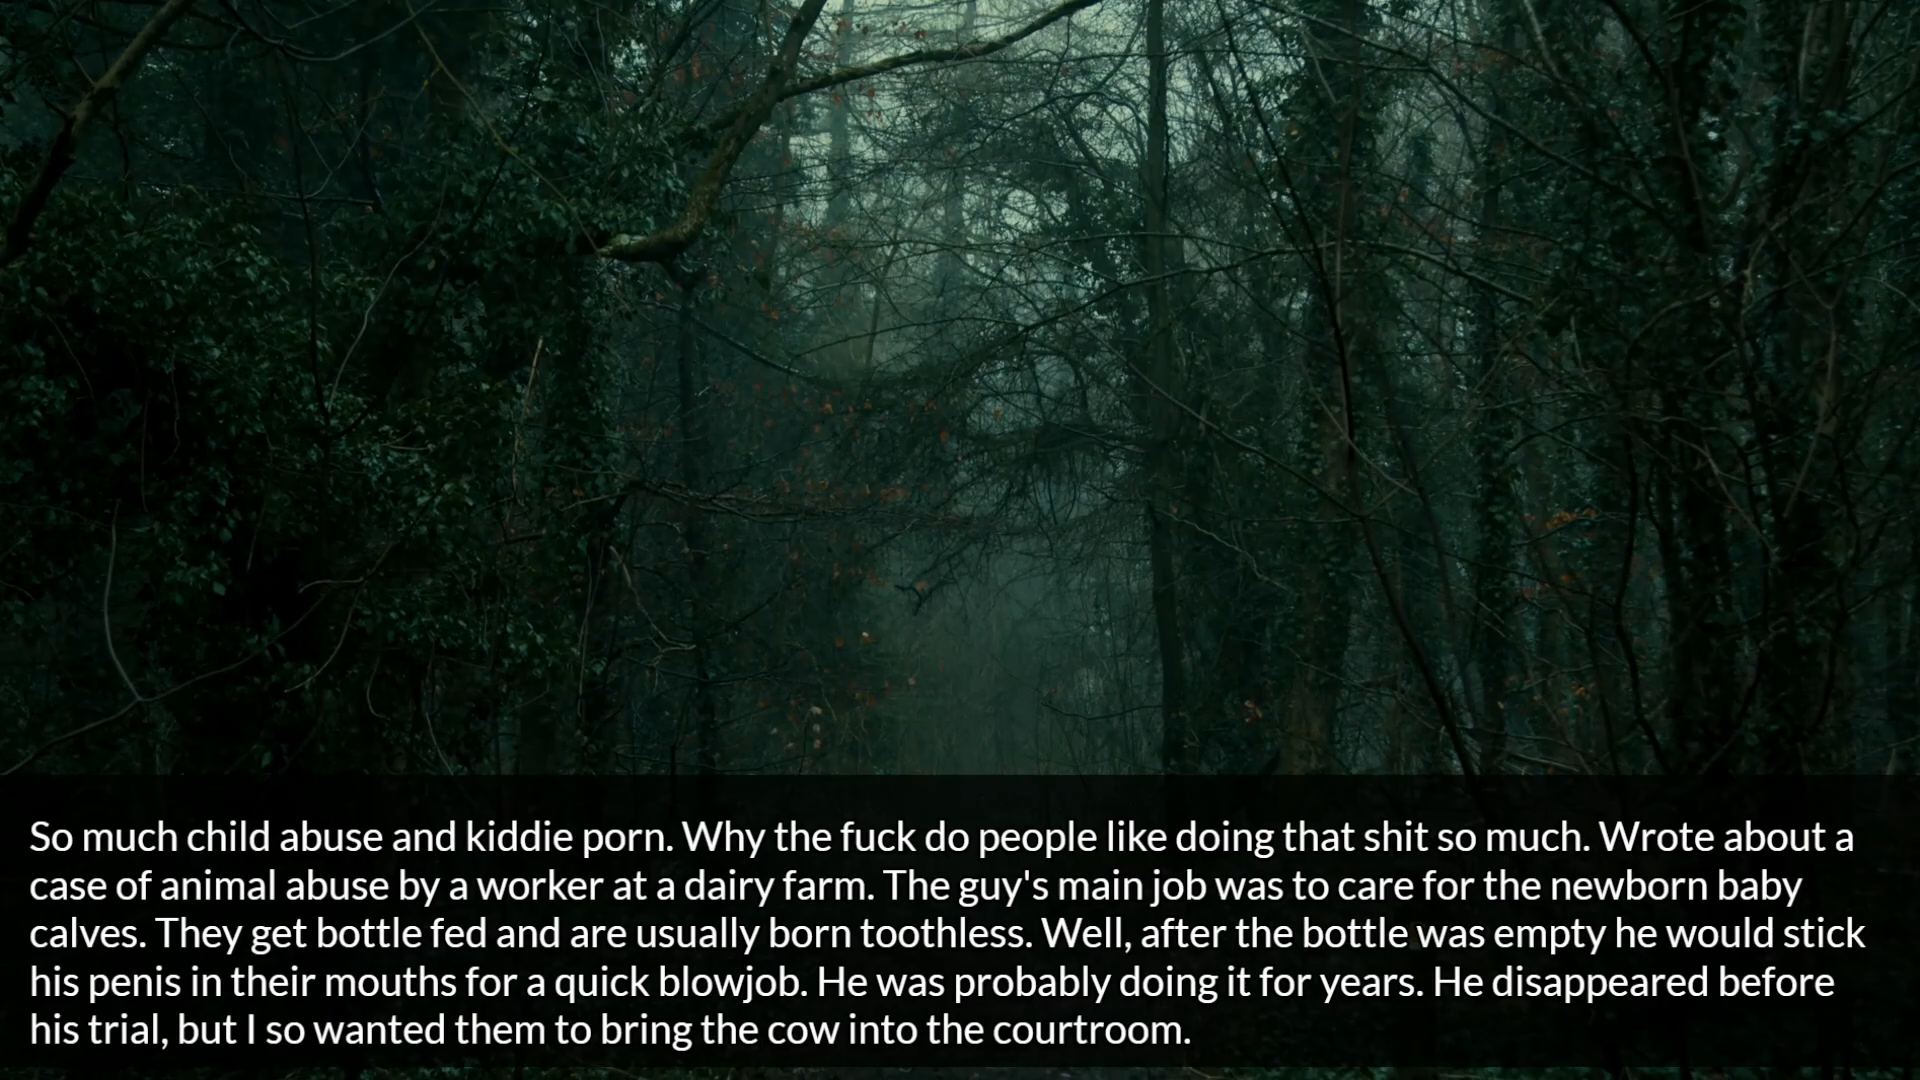 So much child abuse and kiddie porn. Why the fuck do people like doing that shit so much. Wrote about a
case of animal abuse by a worker at a dairy farm. The guy's main job was to care for the newborn baby
calves. They get bottle fed and are usually born toothless. Well, after the bottle was empty he would stick
his penis in their mouths for a quick blowjob. He was probably doing it for years. He disappeared before
his trial, but I so wanted them to bring the cow into the courtroom.